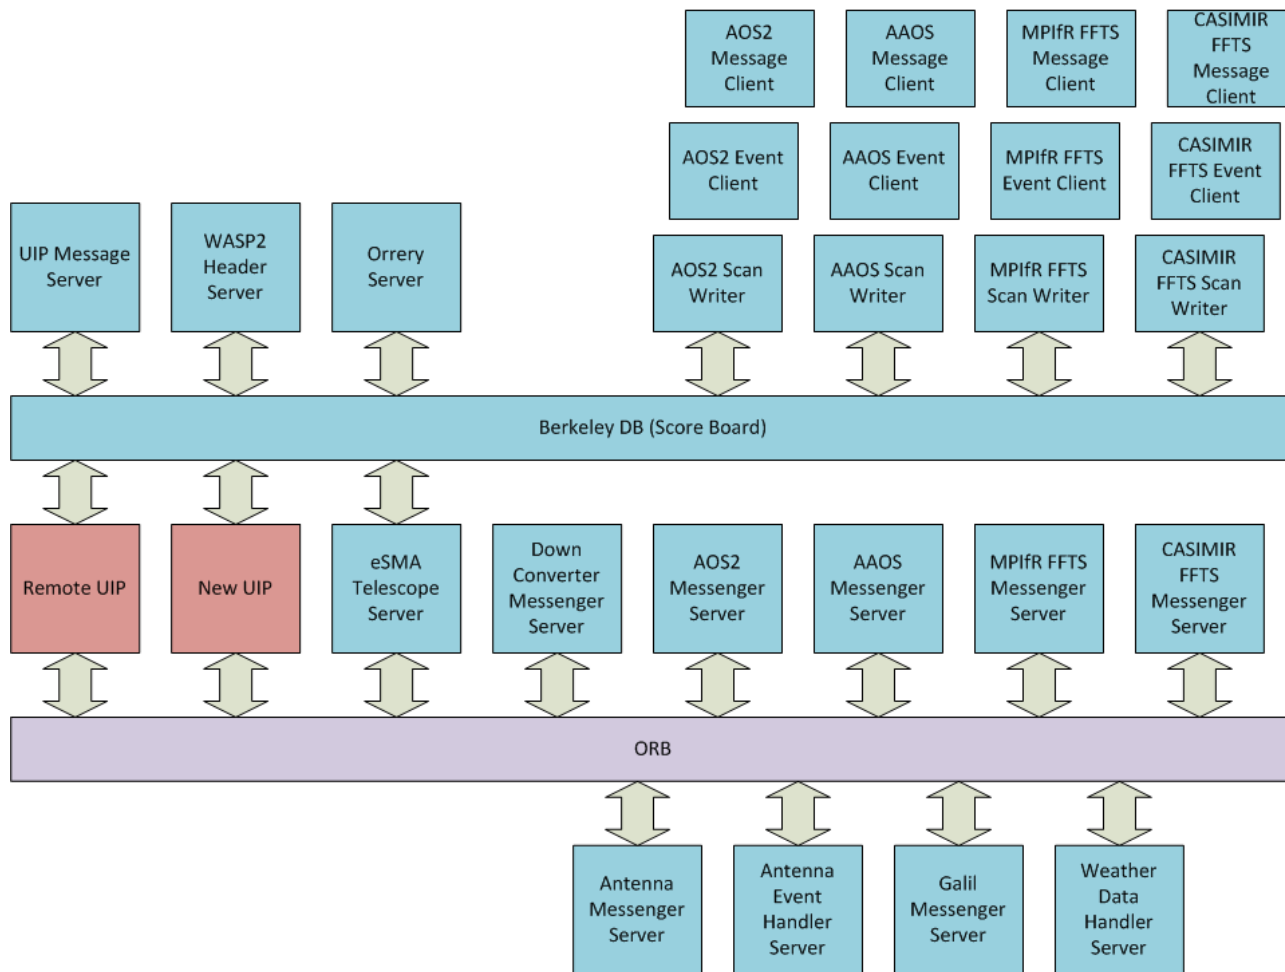 AOS2
Message
Client
AAOS
Message
Client
MPIfR FFTS
Message
Client
CASIMIR
FFTS
Message
Client
AOS2 Event
Client
AAOS Event
Client
MPIfR FFTS
Event Client
CASIMIR
FFTS Event
Client
UIP Message
Server
WASP2
Header
Server
Orrery
Server
AOS2 Scan
Writer
AAOS Scan
Writer
MPIfR FFTS
Scan Writer
CASIMIR
FFTS Scan
Writer
Berkeley DB (Score Board)
Remote UIP
New UIP
eSMA
Telescope
Server
Down
Converter
Messenger
Server
AOS2
Messenger
Server
AAOS
Messenger
Server
MPIfR FFTS
Messenger
Server
CASIMIR
FFTS
Messenger
Server
ORB
Antenna
Messenger
Server
Antenna
Event
Handler
Server
Galil
Messenger
Server
Weather
Data
Handler
Server